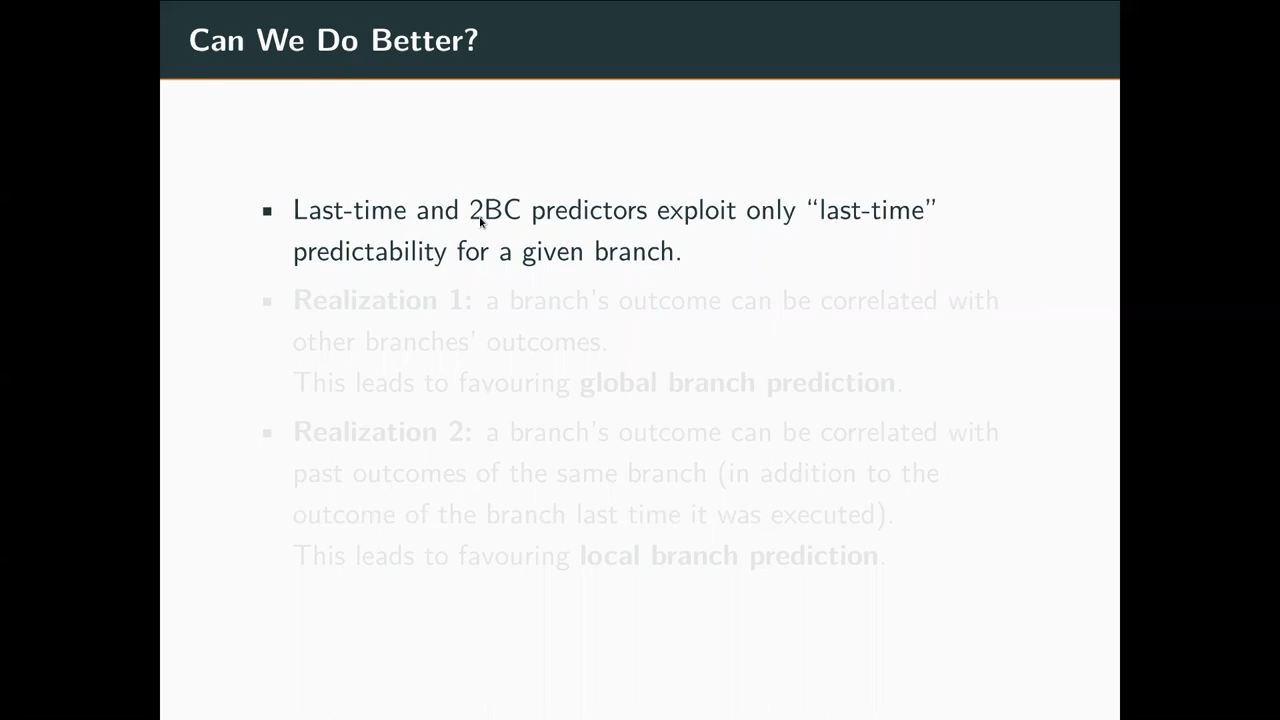 Can We Do Better?
▪ Last-time and 2BC predictors exploit only “last-time”
predictability for a given branch.
▪ Realization 1: a branch’s outcome can be correlated with
other branches’ outcomes.
This leads to favouring global branch prediction.
▪ Realization 2: a branch’s outcome can be correlated with
past outcomes of the same branch (in addition to the
outcome of the branch last time it was executed).
This leads to favouring local branch prediction.